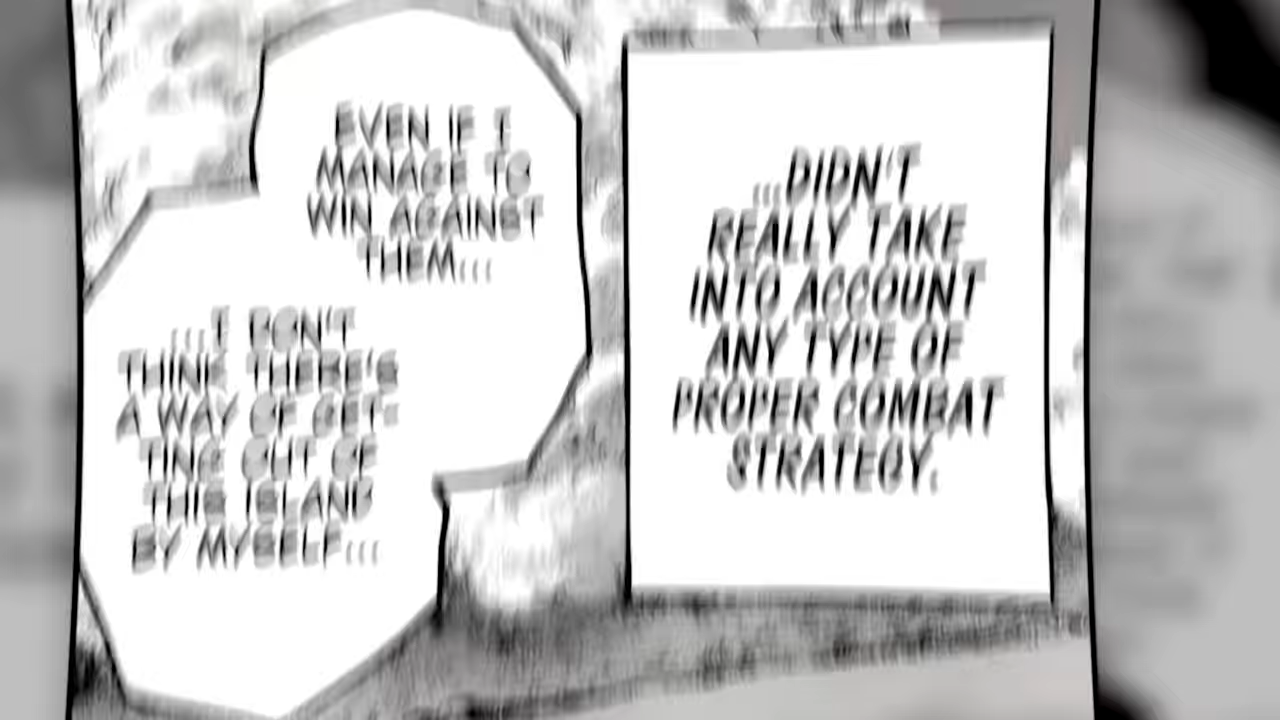 ...DIDN'T
REALLY TAKE
INTO ACCOUNT
ANY TYPE OF
PROPER COMBAT
STRATEGY.
EVEN IF I
MANAGE TO
WIN AGAINST
THEM...
...I DON'T
THINK THERE'S
A WAY OF GET-
TING OUT OF
THIS ISLAND
BY MYSELF...